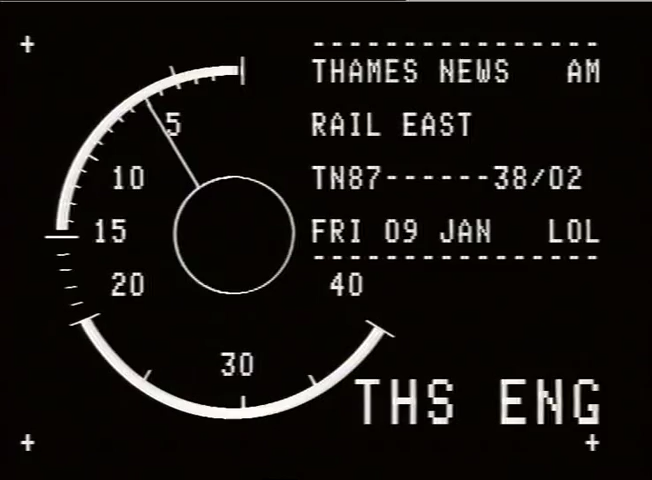 THAMES NEWS AM
RAIL EAST
TN87------38/02
FRI 09 JAN LOL
5
10
15
20
30
40
THS ENG